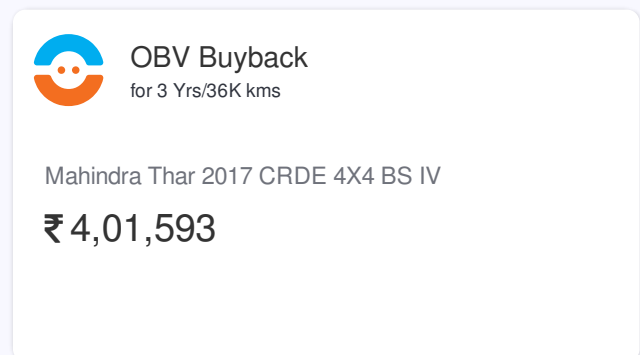 OBV Buyback
for 3 Yrs/36K kms
Mahindra Thar 2017 CRDE 4X4 BS IV
₹ 4,01,593